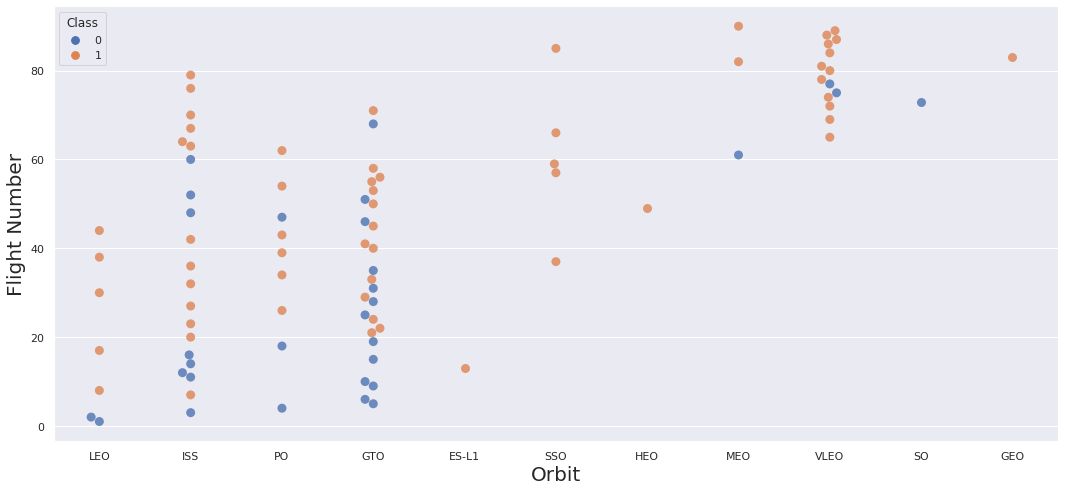 Class
0
1
80
60
40
20
0
Flight Number
LEO ISS PO GTO ES-L1 SSO HEO MEO VLEO SO GEO
Orbit